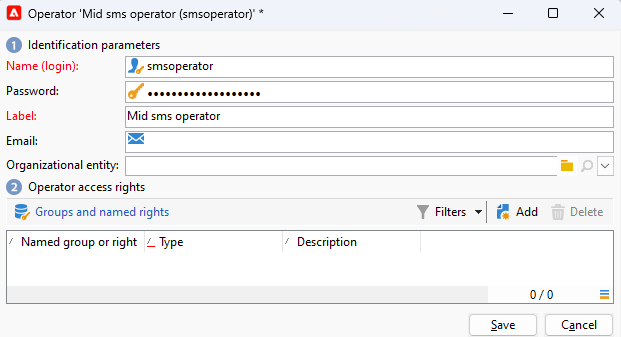 Operator 'Mid sms operator (smsoperator)' *
1 Identification parameters
Name (login): smsoperator
Password: •••••••••••••••••••
Label: Mid sms operator
Email:
Organizational entity:
2 Operator access rights
Groups and named rights Filters Add Delete
Named group or right Type Description
0 / 0
Save Cancel